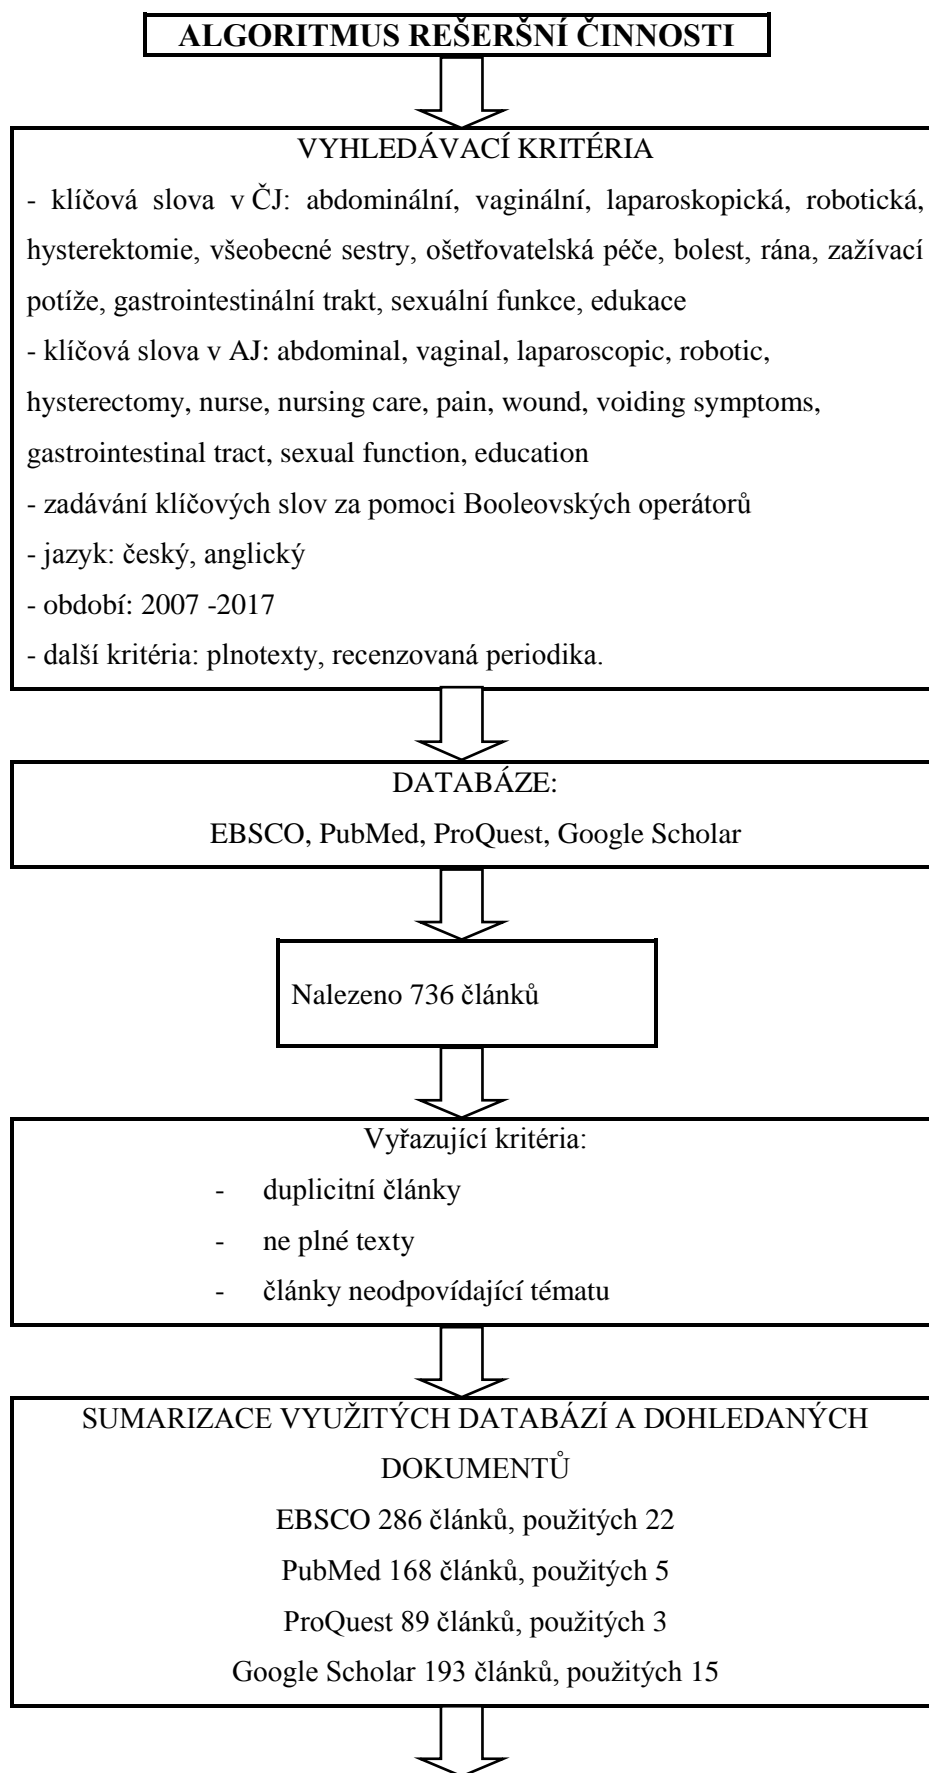 ALGORITMUS REŠERŠNÍ ČINNOSTI
VYHLEDÁVACÍ KRITÉRIA
- klíčová slova v ČJ: abdominální, vaginální, laparoskopická, robotická,
hysterektomie, všeobecné sestry, ošetřovatelská péče, bolest, rána, zažívací
potíže, gastrointestinální trakt, sexuální funkce, edukace
- klíčová slova v AJ: abdominal, vaginal, laparoscopic, robotic,
hysterectomy, nurse, nursing care, pain, wound, voiding symptoms,
gastrointestinal tract, sexual function, education
- zadávání klíčových slov za pomoci Booleovských operátorů
- jazyk: český, anglický
- období: 2007 -2017
- další kritéria: plnotexty, recenzovaná periodika.
DATABÁZE:
EBSCO, PubMed, ProQuest, Google Scholar
Nalezeno 736 článků
Vyřazující kritéria:
- duplicitní články
- ne plné texty
- články neodpovídající tématu
SUMARIZACE VYUŽITÝCH DATABÁZÍ A DOHLEDANÝCH
DOKUMENTŮ
EBSCO 286 článků, použitých 22
PubMed 168 článků, použitých 5
ProQuest 89 článků, použitých 3
Google Scholar 193 článků, použitých 15